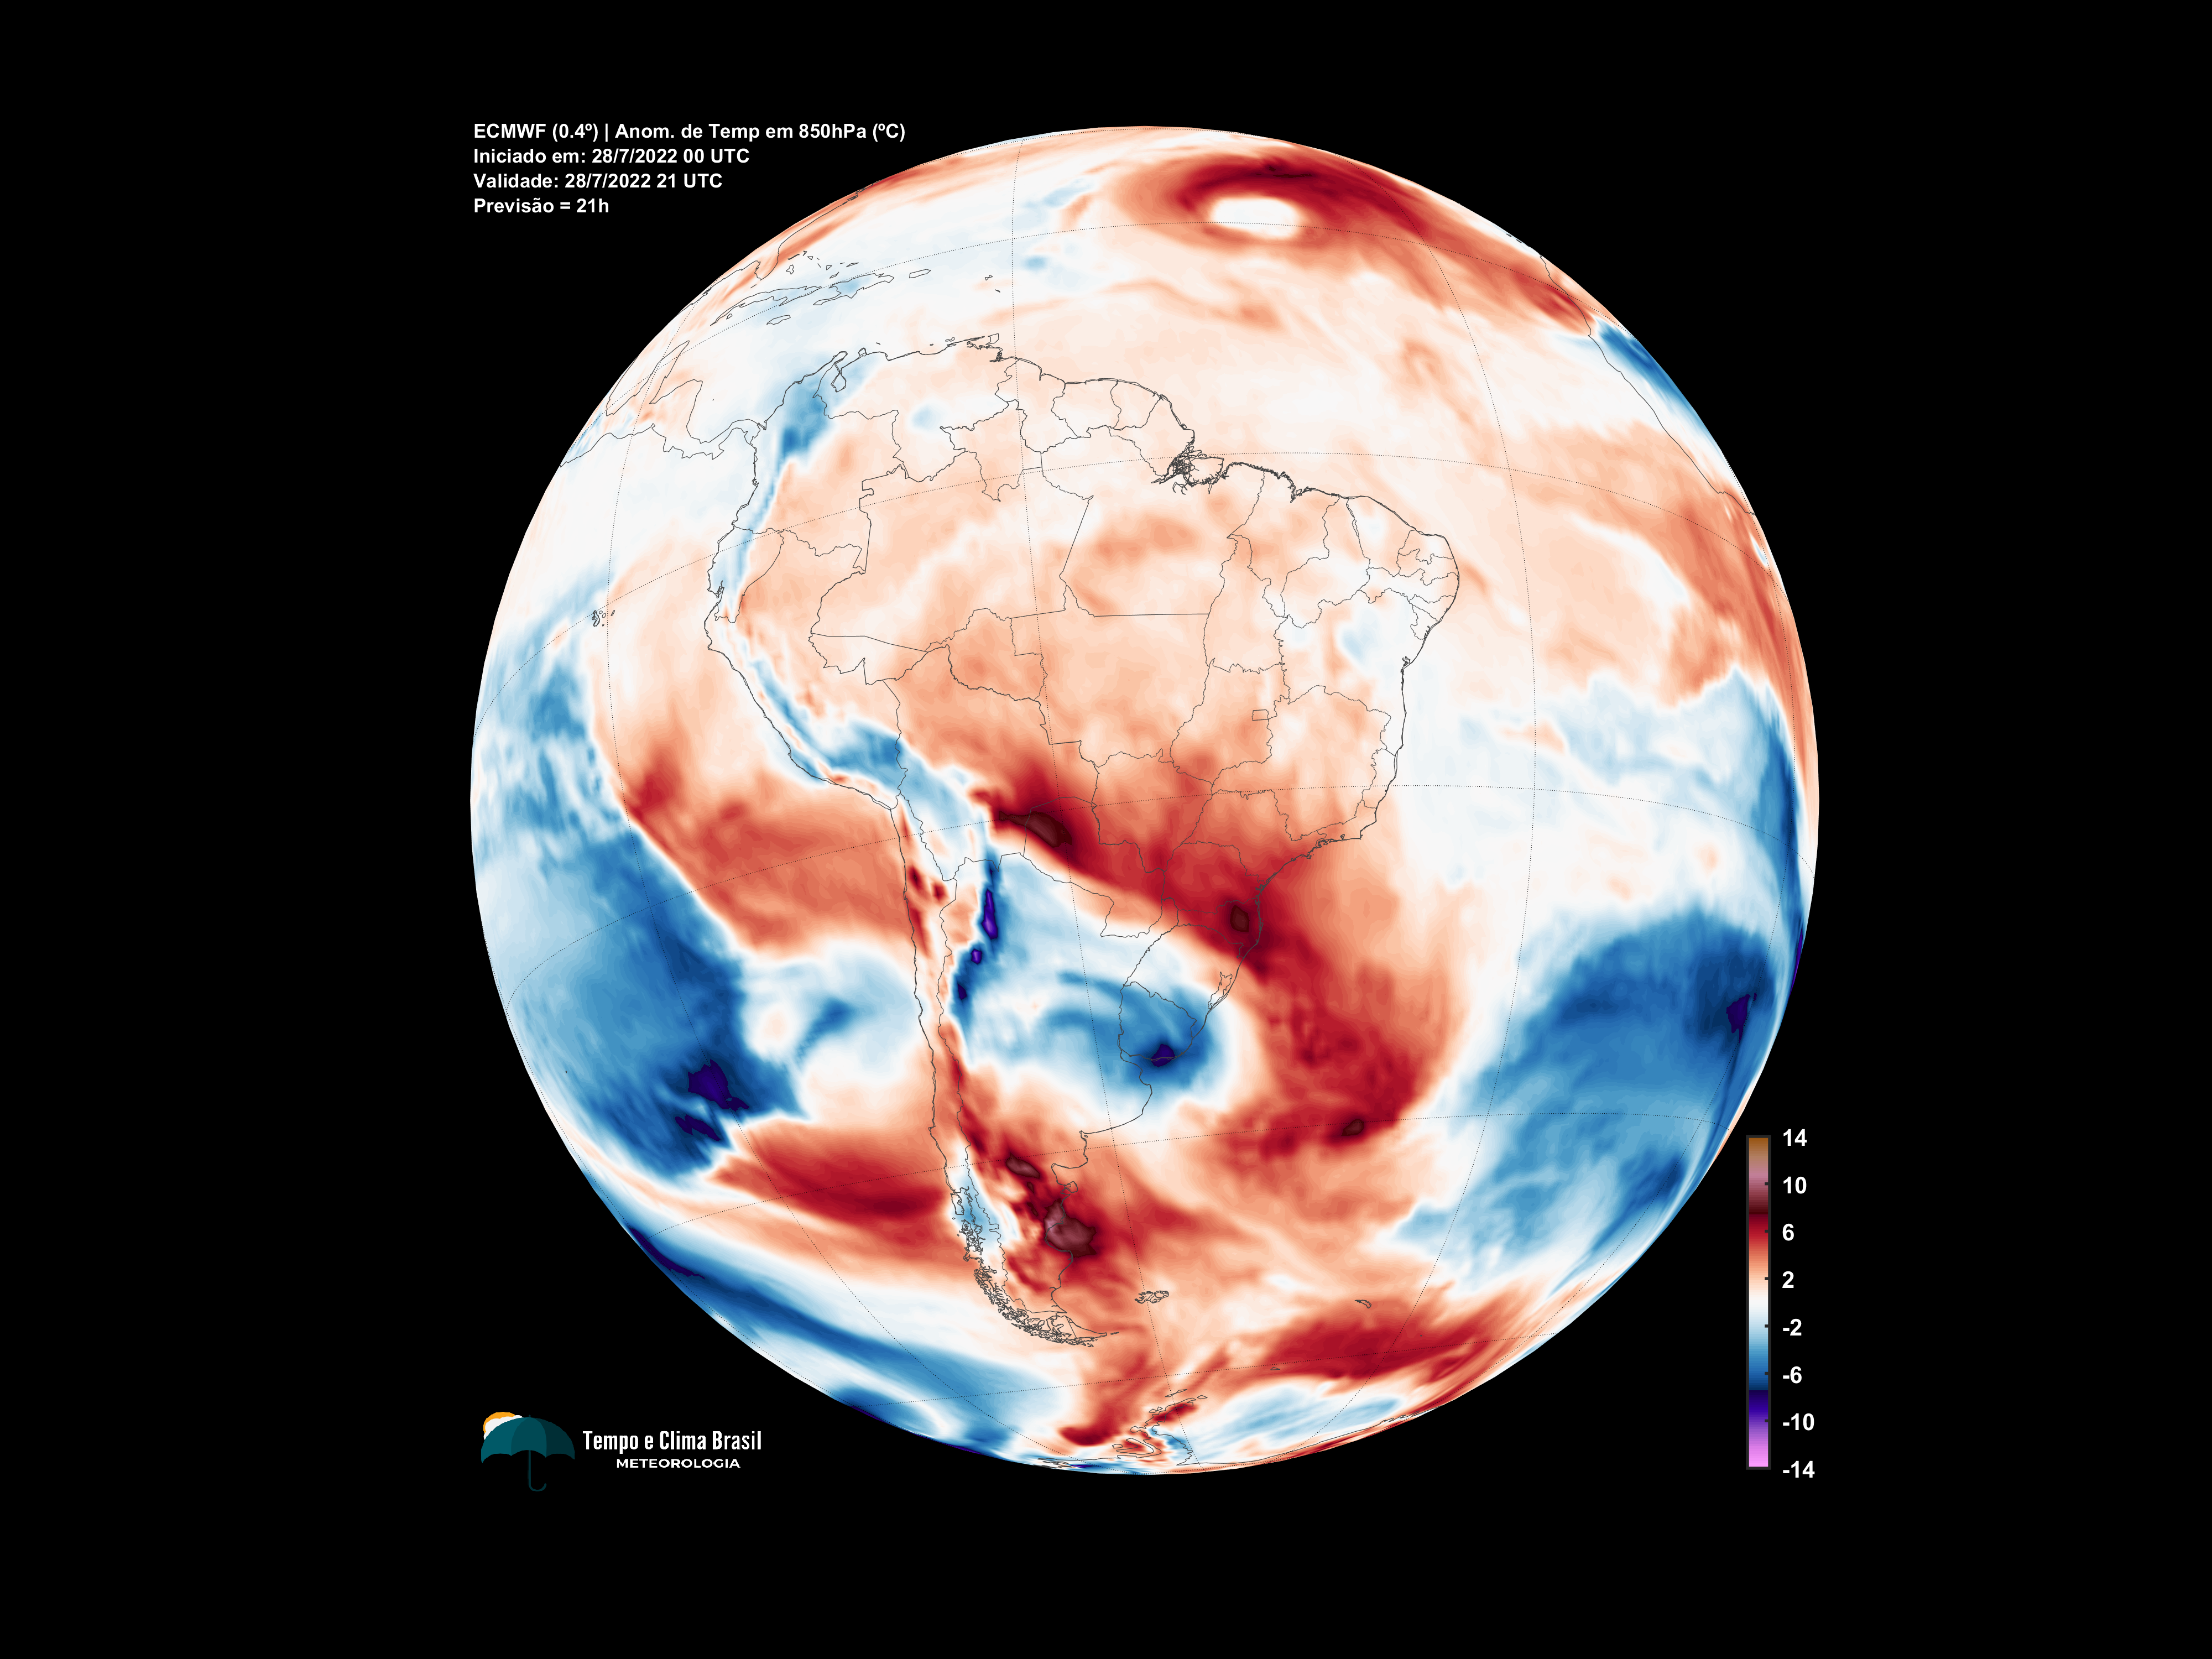 ECMWF (0.4º) | Anom. de Temp em 850hPa (ºC)
Iniciado em: 28/7/2022 00 UTC
Validade: 28/7/2022 21 UTC
Previsão = 21h
14
10
6
2
-2
-6
-10
-14
Tempo e Clima Brasil
METEOROLOGIA